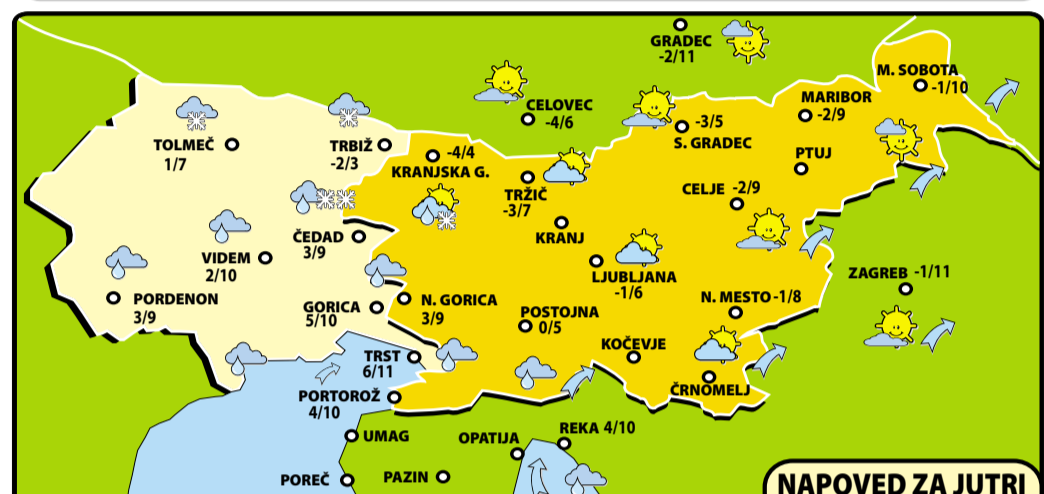 GRADEC
-2/11
M. SOBOTA
-1/10
CELOVEC
-4/6
MARIBOR
-2/9
-3/5
S. GRADEC
TOLMEČ
1/7
TRBIŽ
-2/3
-4/4
KRANJSKA G.
PTUJ
TRŽIČ
-3/7
CELJE -2/9
KRANJ
ČEDAD
3/9
VIDEM
2/10
LJUBLJANA
-1/6
ZAGREB -1/11
PORDENON
3/9
GORICA
5/10
N. GORICA
3/9
POSTOJNA
0/5
N. MESTO -1/8
KOČEVJE
TRST
6/11
ČRNOMELJ
PORTOROŽ
4/10
UMAG
OPATIJA
REKA 4/10
POREČ
PAZIN
NAPOVED ZA JUTRI